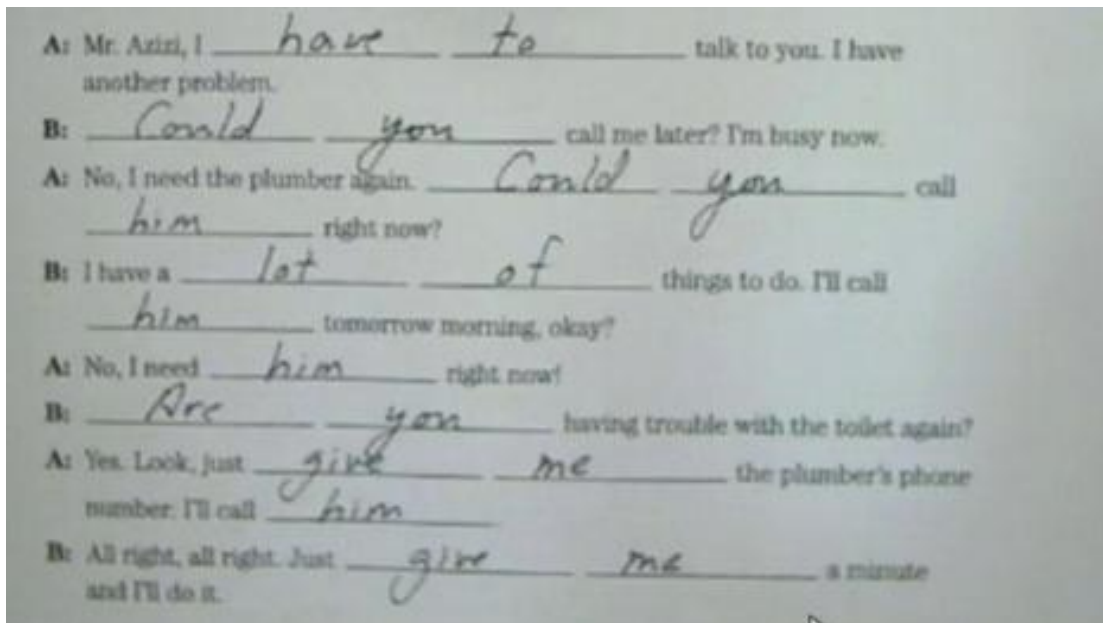 A: Mr. Azizi, I have to talk to you. I have
another problem.
B: Could you call me later? I'm busy now.
A: No, I need the plumber again. Could you call
him right now?
B: I have a lot of things to do. I'll call
him tomorrow morning, okay?
A: No, I need him right now!
B: Are you having trouble with the toilet again?
A: Yes. Look, just give me the plumber's phone
number. I'll call him
B: All right, all right. Just give me a minute
and I'll do it.